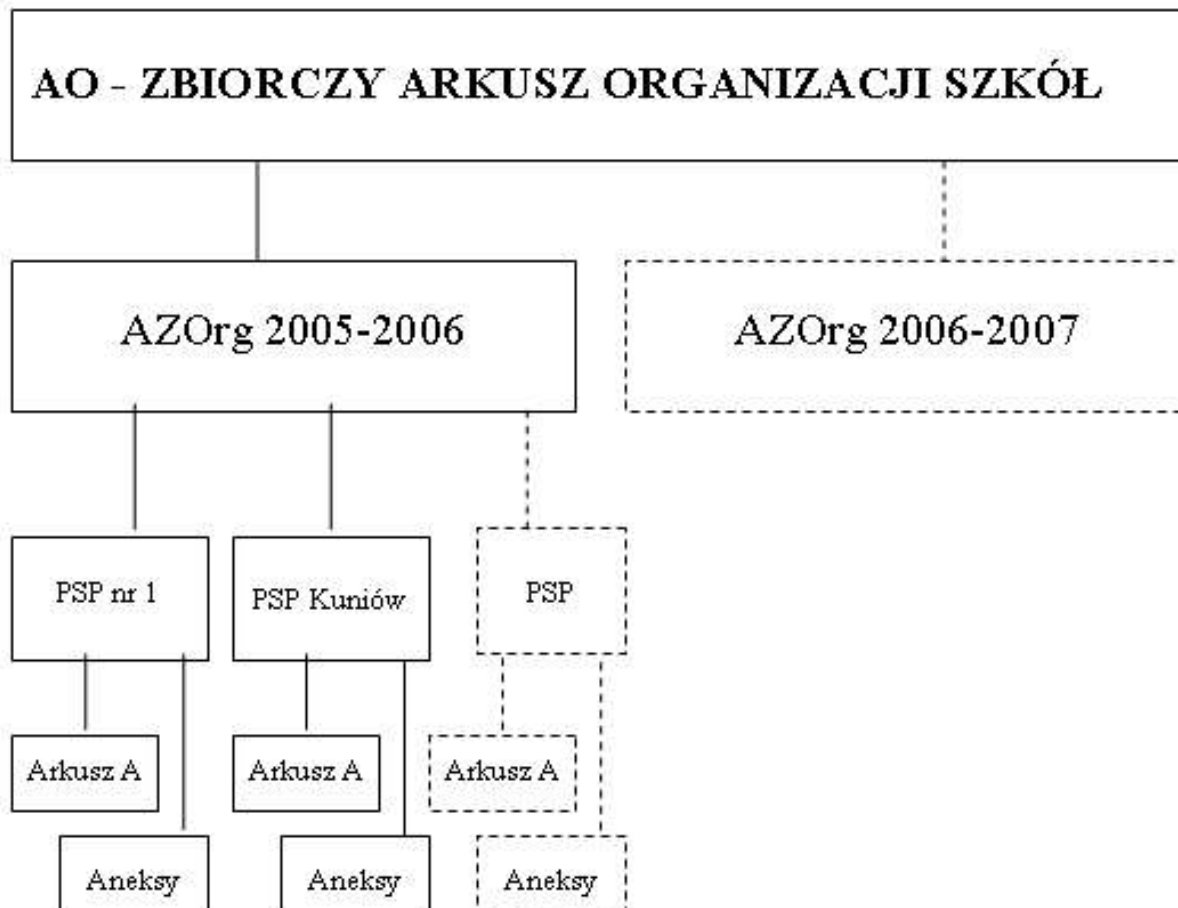 AO - ZBIORCZY ARKUSZ ORGANIZACJI SZKÓŁ
AZOrg 2005-2006
AZOrg 2006-2007
PSP nr 1
PSP Kuniów
PSP
Arkusz A
Arkusz A
Arkusz A
Aneksy
Aneksy
Aneksy